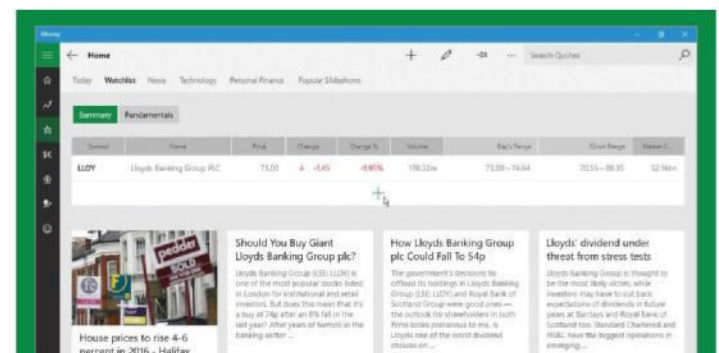 Money
Home
Search Quotes
Today Watchlist News Technology Personal Finance Popular Slideshows
Summary Fundamentals
Symbol Name Price Change Change % Volume Day's Range 52wk Range Market C...
LLOY Lloyds Banking Group PLC 73.00 -1.45 178.32m 73.00 – 74.64 70.35 – 89.35
pedder
SOLD
House prices to rise 4-6
percent in 2016 - Halifax
Should You Buy Giant
Lloyds Banking Group plc?
Lloyds Banking Group (LSE: LLOY) is
one of the most popular stocks listed
in London for institutional and retail
investors. But does this mean that it's
a buy at 74p after an 8% fall in the
last year? After years of turmoil in the
banking sector ...
How Lloyds Banking Group
plc Could Fall To 54p
The government's decisions to
offload its holdings in Lloyds Banking
Group (LSE: LLOY) and Royal Bank of
Scotland Group were good ones —
the outlook for shareholders in both
firms looks precarious to me. Is
Lloyds one of the worst dividend
choices on ...
Lloyds' dividend under
threat from stress tests
Lloyds Banking Group is thought to
be the most likely victim, while
investors may have to cut back
expectations of dividends in future
years at Barclays and Royal Bank of
Scotland too. Standard Chartered and
HSBC have the biggest operations in
emerging ...